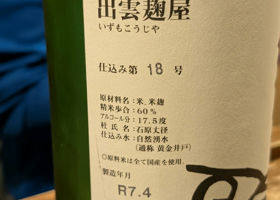 出雲麹屋
いずもこうじや
仕込み第 18 号
原材料名：米、米麹
精米歩合：60%
アルコール分：17.5度
杜氏名：石原丈径
仕込み水：自然湧水
（通称 黄金井戸）
○原料米は全て国産を使用。
製造年月
R7.4